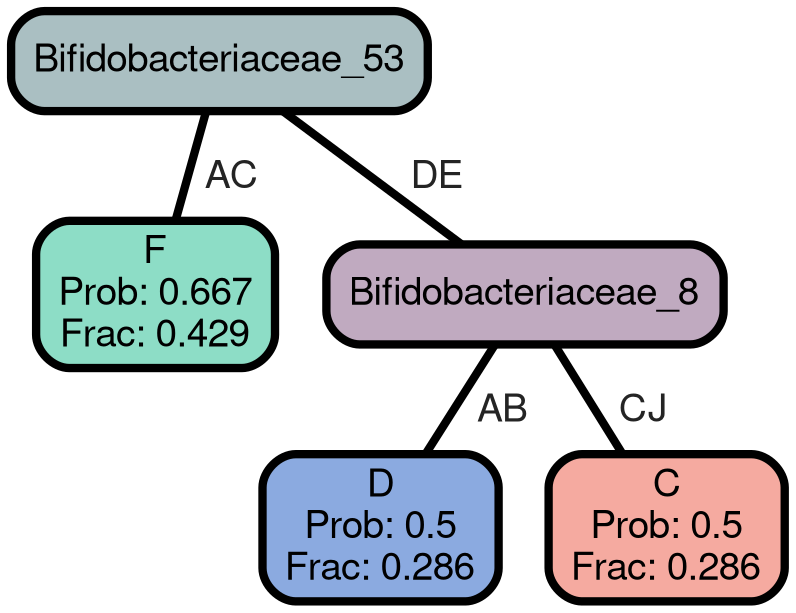 Bifidobacteriaceae_53
AC
DE
F
Prob: 0.667
Frac: 0.429
Bifidobacteriaceae_8
AB
CJ
D
Prob: 0.5
Frac: 0.286
C
Prob: 0.5
Frac: 0.286